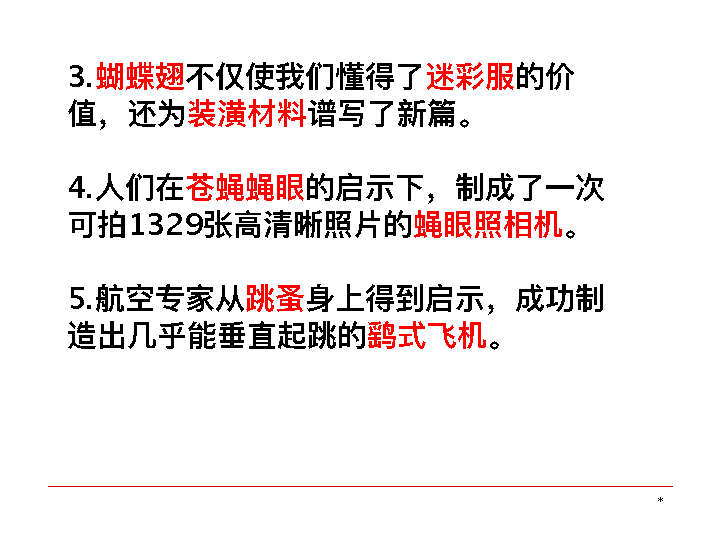 3.蝴蝶翅不仅使我们懂得了迷彩服的价
值，还为装潢材料谱写了新篇。
4.人们在苍蝇蝇眼的启示下，制成了一次
可拍1329张高清晰照片的蝇眼照相机。
5.航空专家从跳蚤身上得到启示，成功制
造出几乎能垂直起跳的鹞式飞机。
*